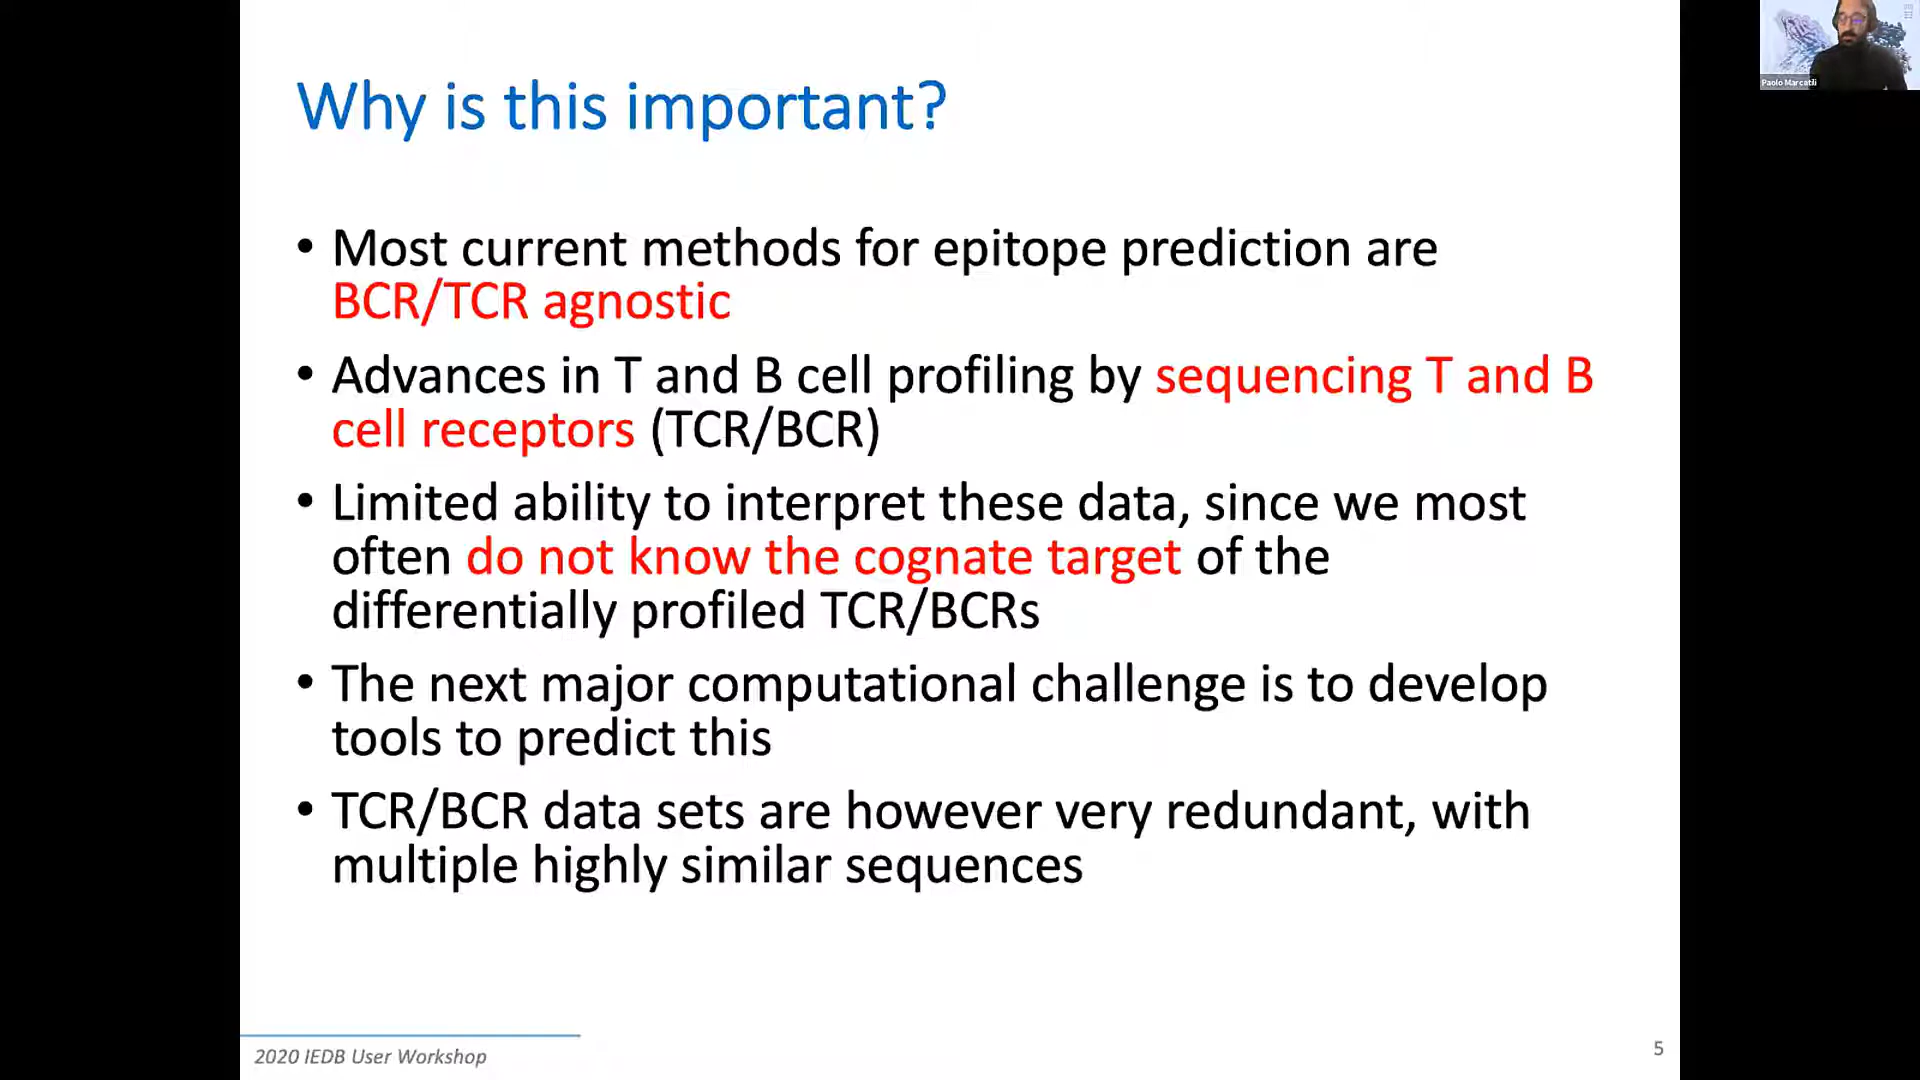 Why is this important?
• Most current methods for epitope prediction are
BCR/TCR agnostic
• Advances in T and B cell profiling by sequencing T and B
cell receptors (TCR/BCR)
• Limited ability to interpret these data, since we most
often do not know the cognate target of the
differentially profiled TCR/BCRs
• The next major computational challenge is to develop
tools to predict this
• TCR/BCR data sets are however very redundant, with
multiple highly similar sequences
2020 IEDB User Workshop
5
Paolo Marcatili